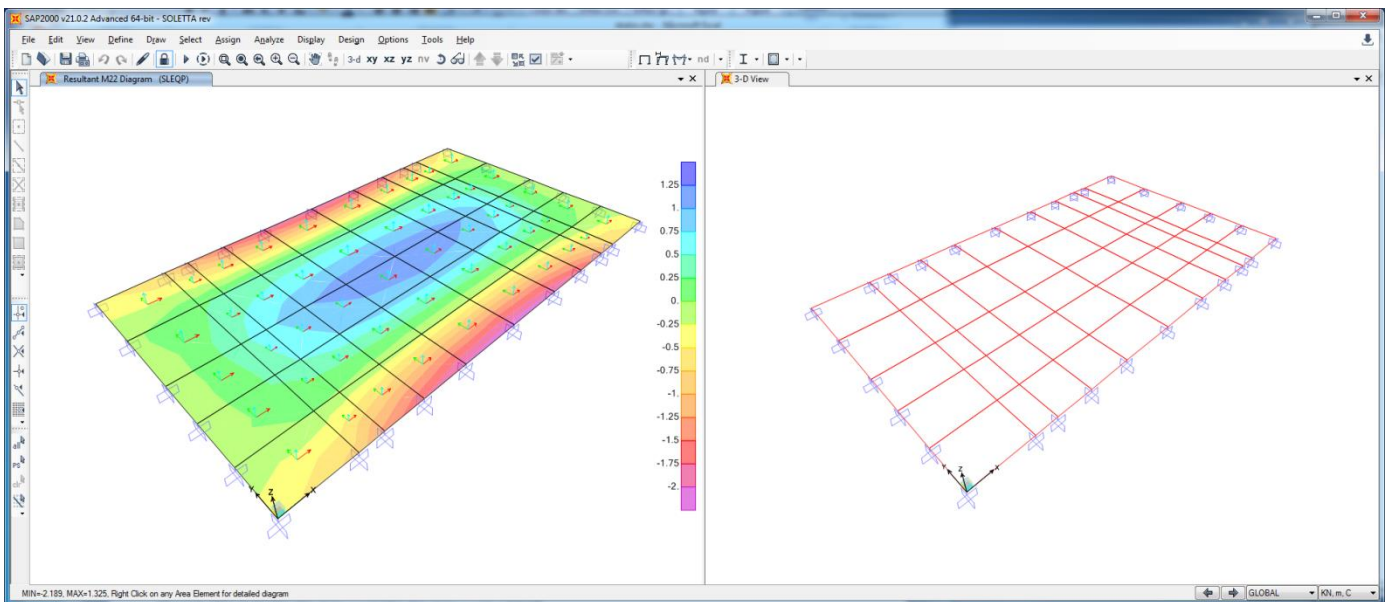 SAP2000 v21.0.2 Advanced 64-bit - SOLETTA rev
File Edit View Define Draw Select Assign Analyze Display Design Options Tools Help
3-d xy xz yz nv nd
Resultant M22 Diagram (SLEQP)
3-D View
1.25
1.
0.75
0.5
0.25
0.
-0.25
-0.5
-0.75
-1.
-1.25
-1.5
-1.75
-2.
Y Z X
Y Z X
all
PS
clr
MIN=-2.189, MAX=1.325, Right Click on any Area Element for detailed diagram
GLOBAL
KN, m, C